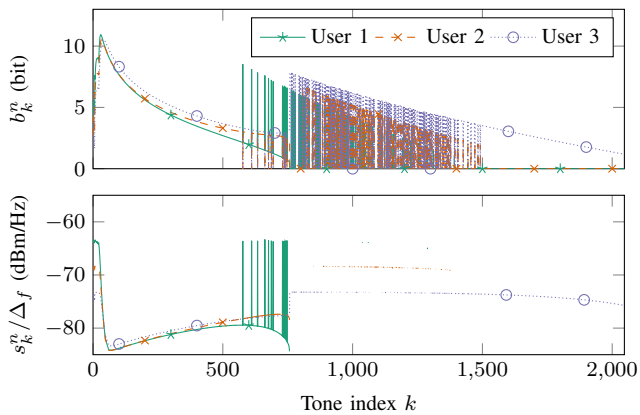 User 1 User 2 User 3
10
5
0
b_k^n (bit)
−60
−70
−80
s_k^n/Δ_f (dBm/Hz)
0 500 1,000 1,500 2,000
Tone index k